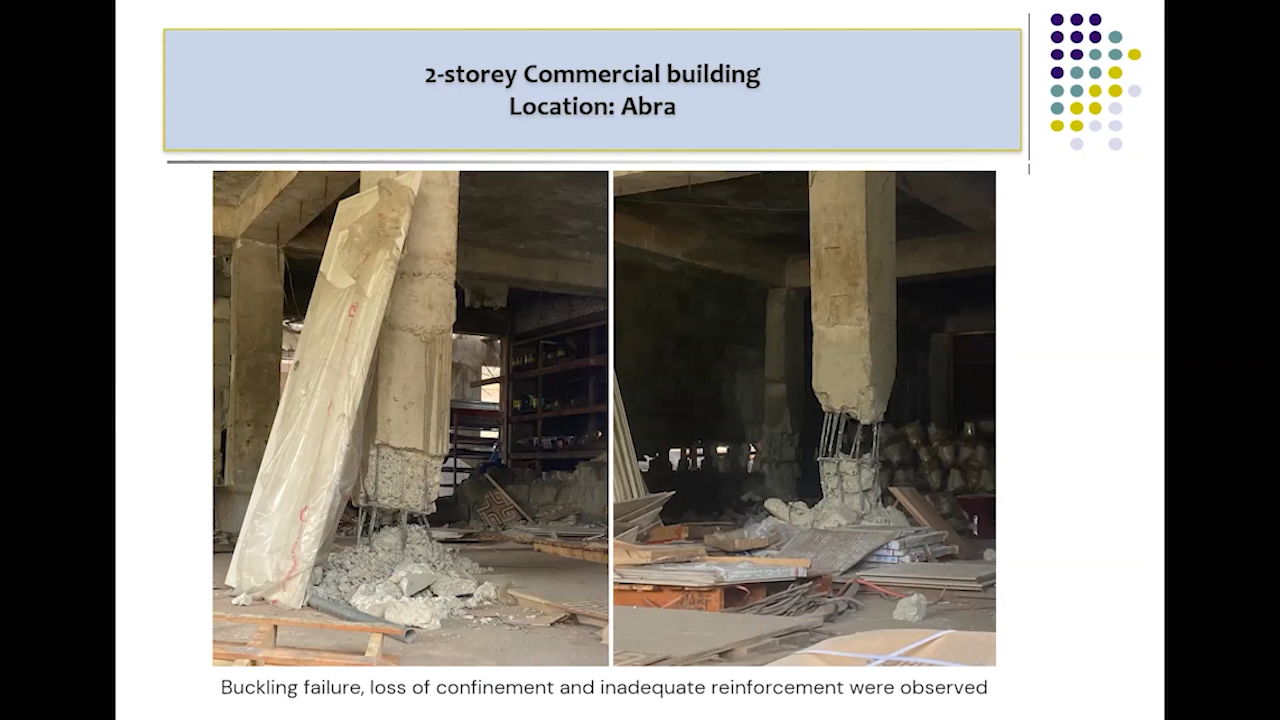 2-storey Commercial building
Location: Abra
Buckling failure, loss of confinement and inadequate reinforcement were observed